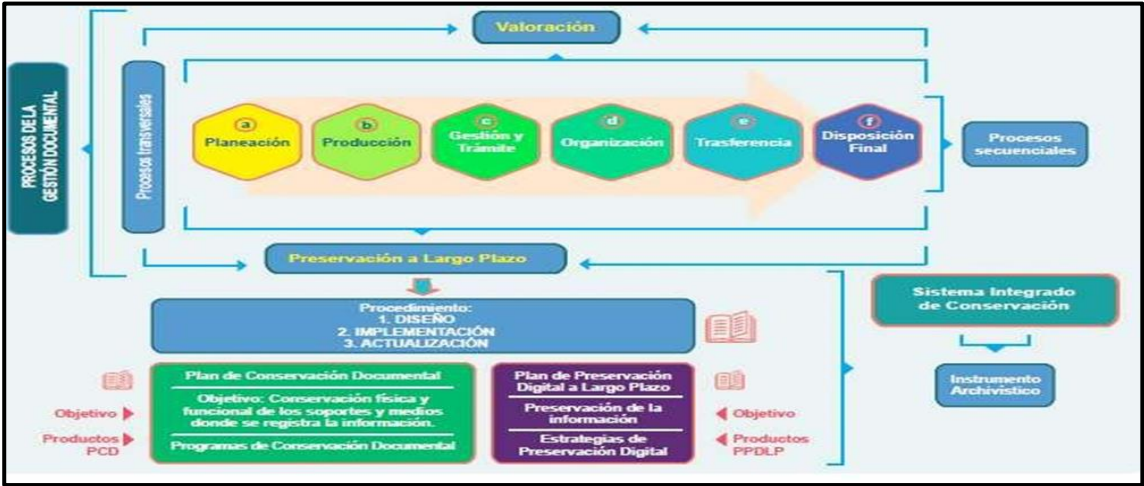 Valoración
PROCESOS DE LA
GESTIÓN DOCUMENTAL
Procesos transversales
a
Planeación
b
Producción
c
Gestión y
Trámite
d
Organización
e
Trasferencia
f
Disposición
Final
Procesos
secuenciales
Preservación a Largo Plazo
Procedimiento:
1. DISEÑO
2. IMPLEMENTACIÓN
3. ACTUALIZACIÓN
Sistema Integrado
de Conservación
Instrumento
Archivístico
Plan de Conservación Documental
Objetivo: Conservación física y
funcional de los soportes y medios
donde se registra la información.
Programas de Conservación Documental
Objetivo
Productos
PCD
Plan de Preservación
Digital a Largo Plazo
Preservación de la
información
Estrategias de
Preservación Digital
Objetivo
Productos
PPDLP